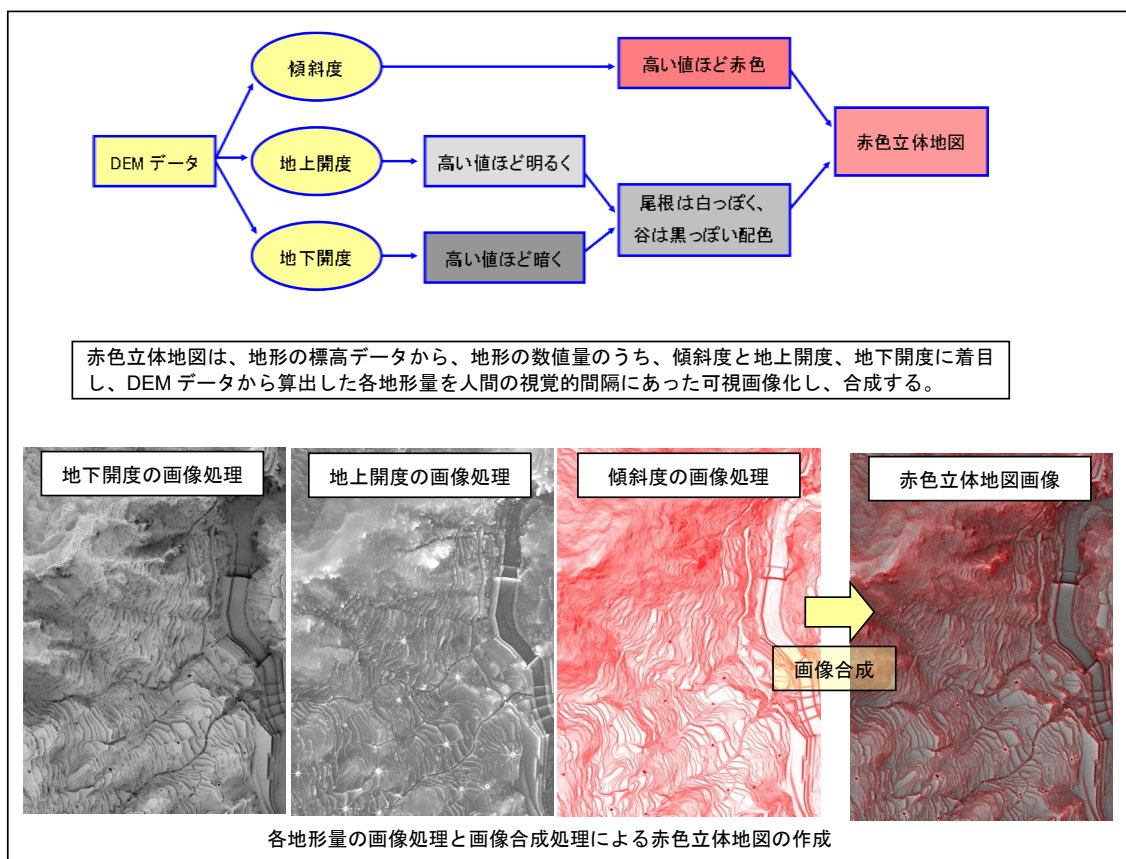 傾斜度
高い値ほど赤色
DEM データ
地上開度
高い値ほど明るく
赤色立体地図
尾根は白っぽく、
谷は黒っぽい配色
地下開度
高い値ほど暗く
赤色立体地図は、地形の標高データから、地形の数値量のうち、傾斜度と地上開度、地下開度に着目
し、DEM データから算出した各地形量を人間の視覚的間隔にあった可視画像化し、合成する。
地下開度の画像処理
地上開度の画像処理
傾斜度の画像処理
赤色立体地図画像
画像合成
各地形量の画像処理と画像合成処理による赤色立体地図の作成